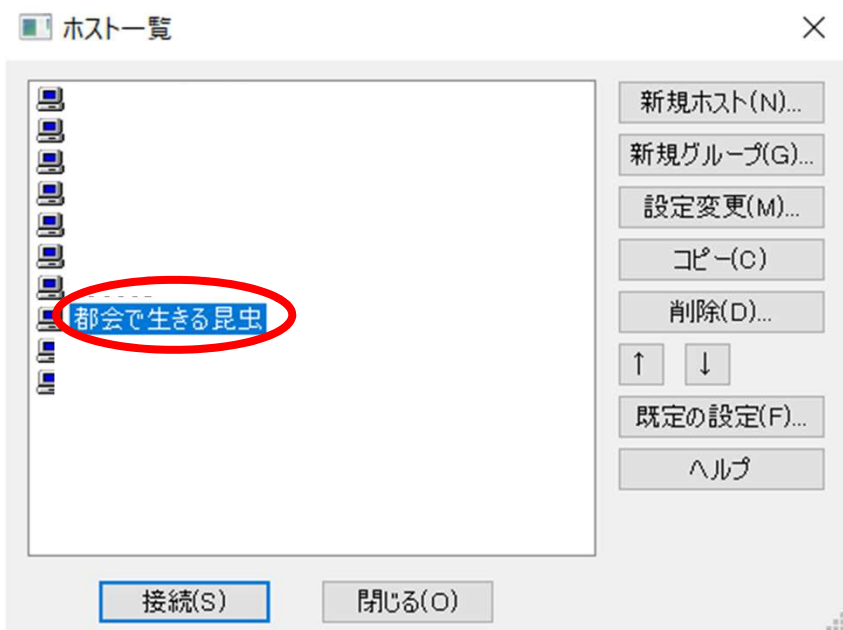 ホスト一覧
新規ホスト(N)...
新規グループ(G)...
設定変更(M)...
コピー(C)
都会で生きる昆虫
削除(D)...
↑ ↓
既定の設定(F)...
ヘルプ
接続(S) 閉じる(O)